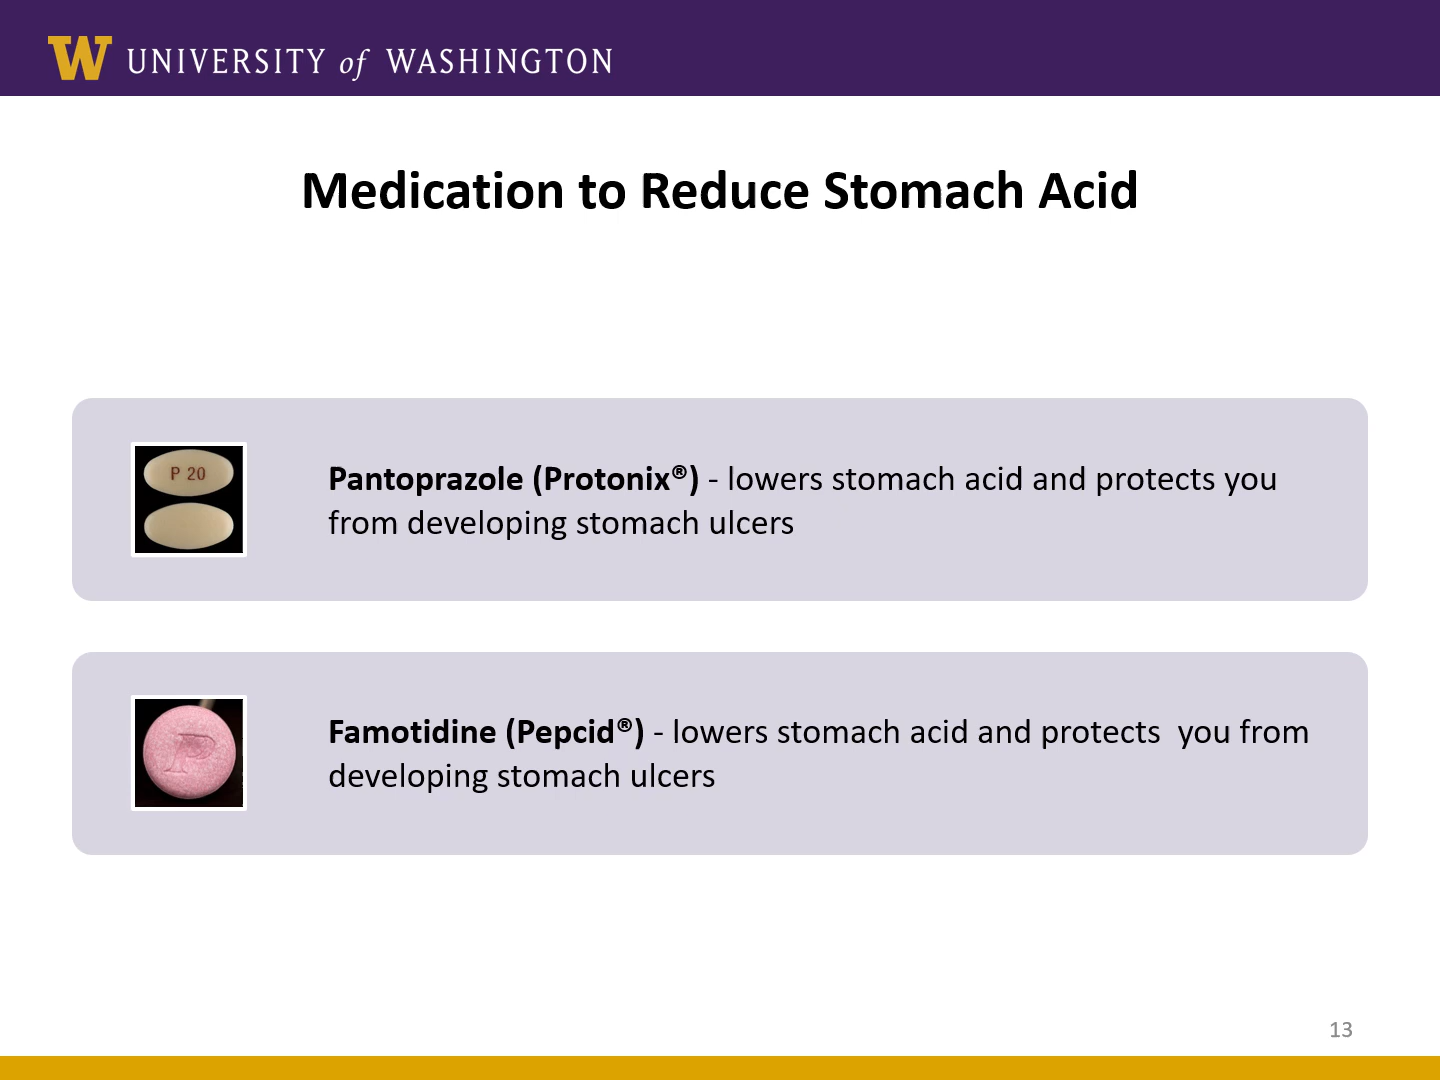 W UNIVERSITY of WASHINGTON
Medication to Reduce Stomach Acid
P 20
Pantoprazole (Protonix®) - lowers stomach acid and protects you
from developing stomach ulcers
P
Famotidine (Pepcid®) - lowers stomach acid and protects  you from
developing stomach ulcers
13